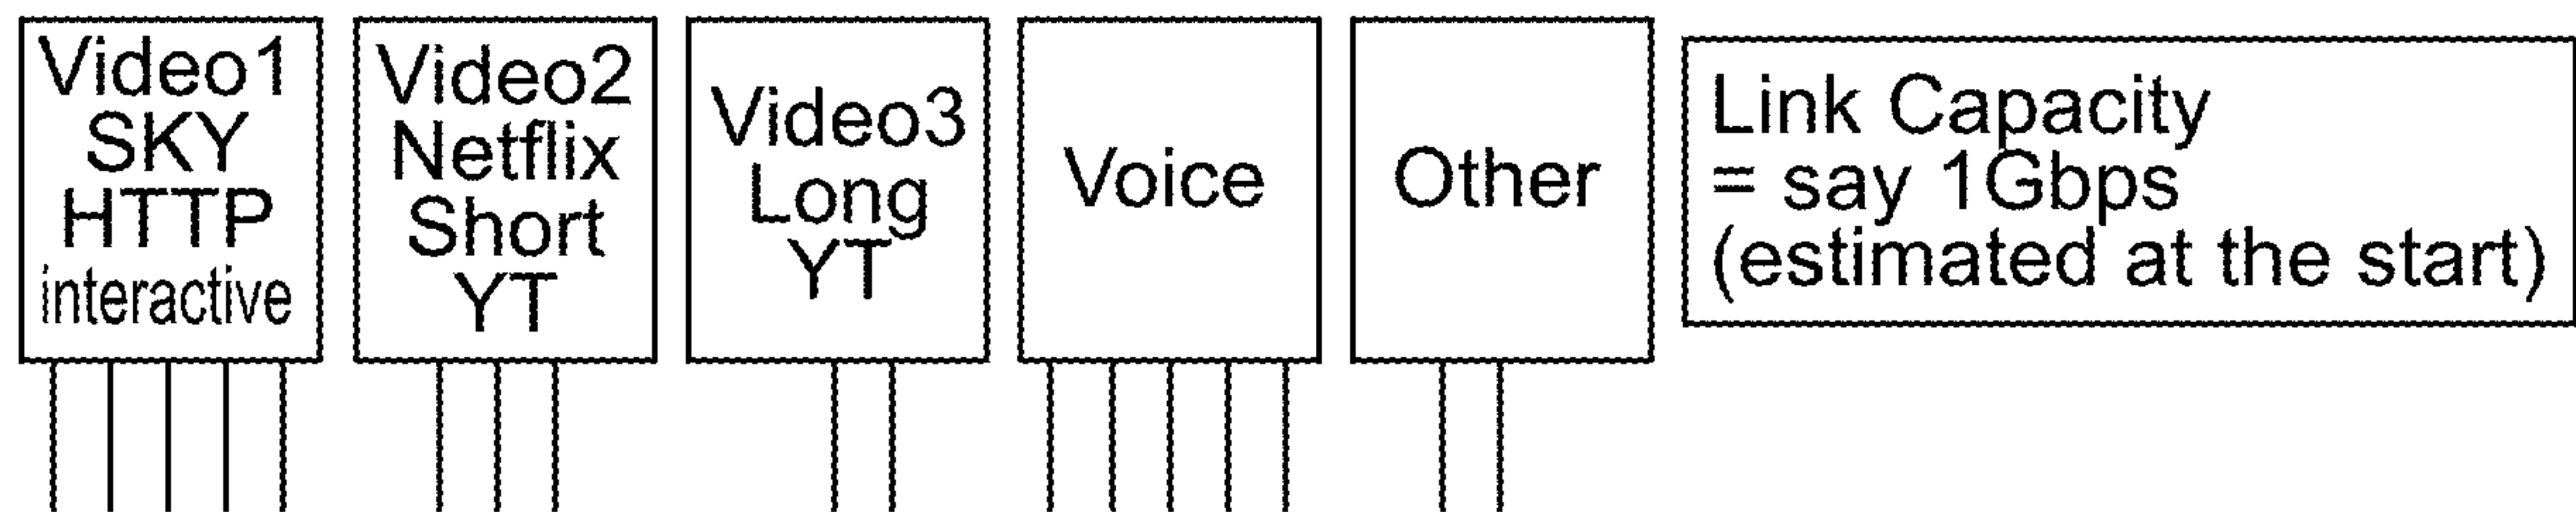 Video1
SKY
HTTP
interactive
Video2
Netflix
Short
YT
Video3
Long
YT
Voice
Other
Link Capacity
= say 1Gbps
(estimated at the start)